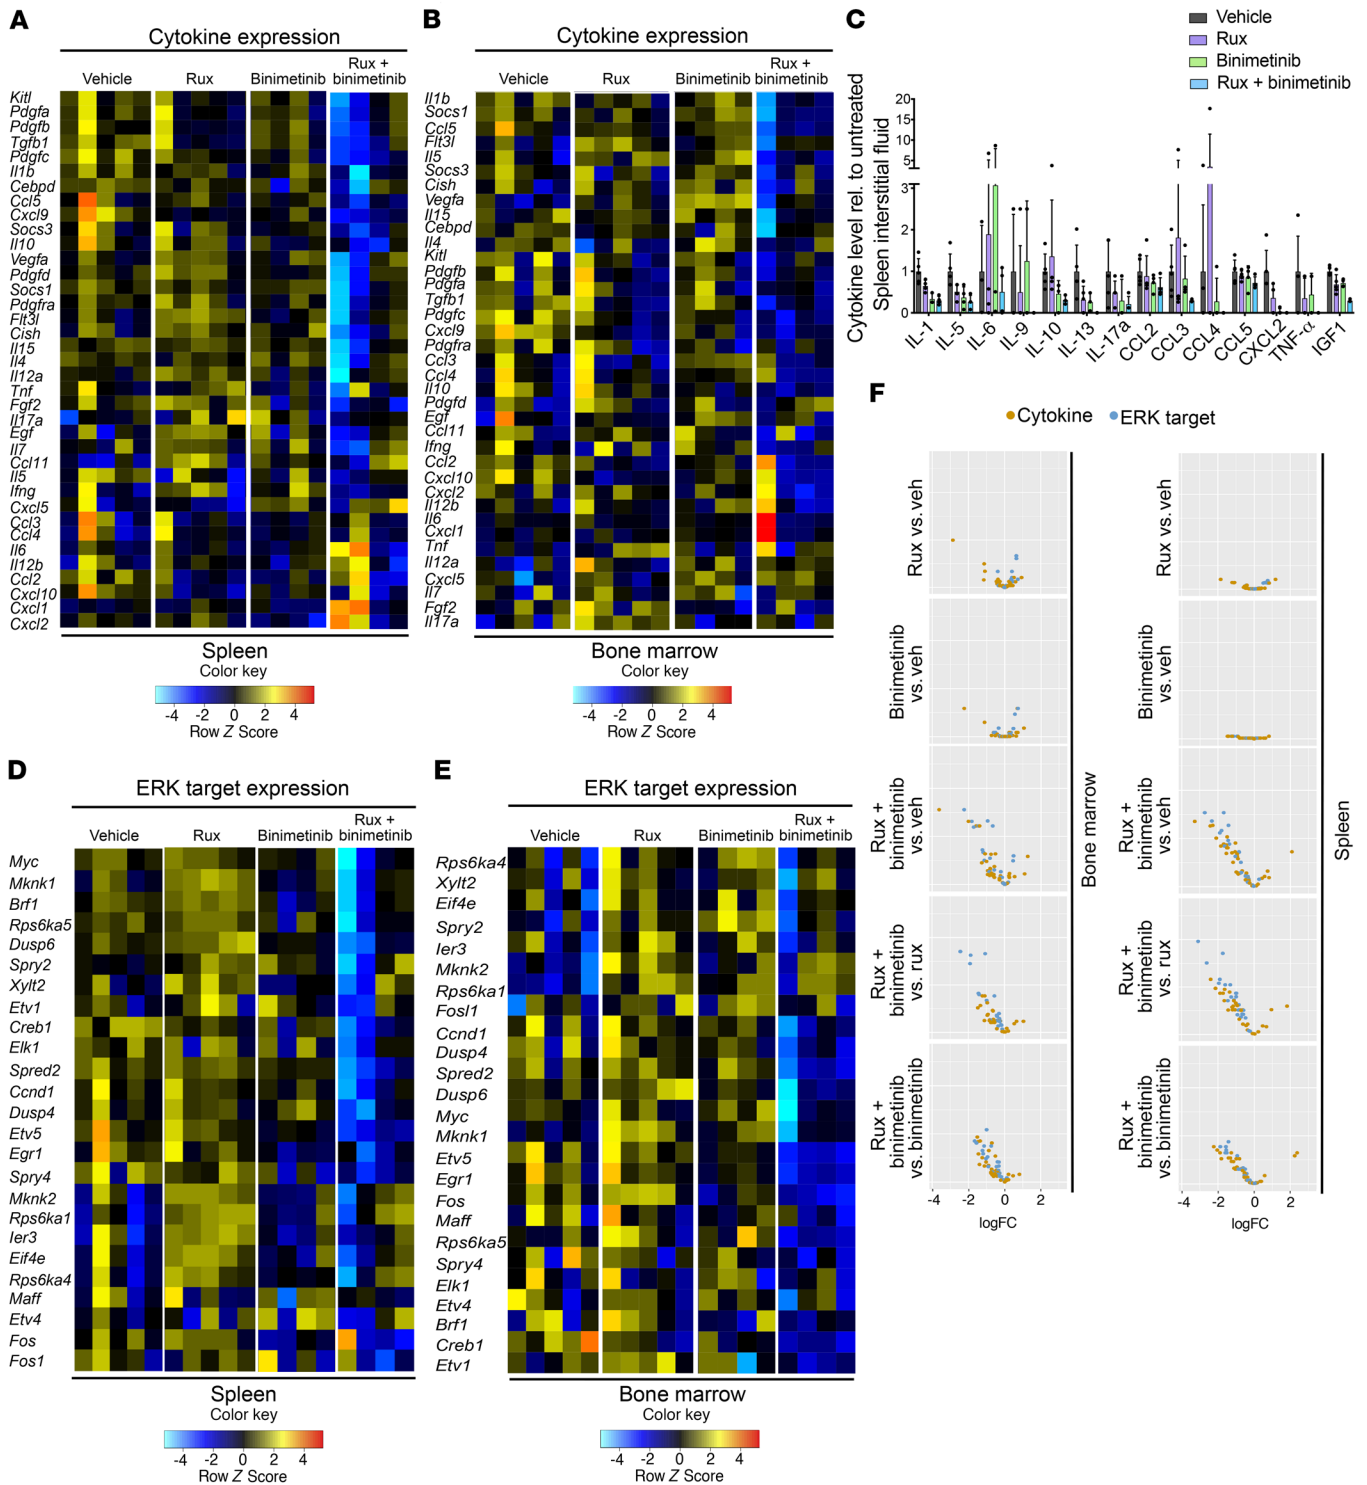 A
Cytokine expression
Vehicle
Rux
Binimetinib
Rux +
binimetinib
Kitl
Pdgfa
Pdgfb
Tgfb1
Pdgfc
Il1b
Cebpd
Ccl5
Cxcl9
Socs3
Il10
Vegfa
Pdgfd
Socs1
Pdgfra
Flt3l
Cish
Il15
Il4
Il12a
Tnf
Fgf2
Il17a
Egf
Il7
Ccl11
Il5
Ifng
Cxcl5
Ccl3
Ccl4
Il6
Il12b
Ccl2
Cxcl10
Cxcl1
Cxcl2
Spleen
Color key
-4 -2 0 2 4
Row Z Score
B
Cytokine expression
Vehicle
Rux
Binimetinib
Rux +
binimetinib
Il1b
Socs1
Ccl5
Flt3l
Il5
Socs3
Cish
Vegfa
Il15
Cebpd
Il4
Kitl
Pdgfb
Pdgfa
Tgfb1
Pdgfc
Cxcl9
Pdgfra
Ccl3
Ccl4
Il10
Pdgfd
Egf
Ccl11
Ifng
Ccl2
Cxcl10
Cxcl2
Il12b
Il6
Cxcl1
Tnf
Il12a
Cxcl5
Il7
Fgf2
Il17a
Bone marrow
Color key
-4 -2 0 2 4
Row Z Score
C
Vehicle
Rux
Binimetinib
Rux + binimetinib
Cytokine level rel. to untreated
Spleen interstitial fluid
20
15
10
5
3
2
1
0
IL-1
IL-5
IL-6
IL-9
IL-10
IL-13
IL-17a
CCL2
CCL3
CCL4
CCL5
CXCL2
TNF-α
IGF1
D
ERK target expression
Vehicle
Rux
Binimetinib
Rux +
binimetinib
Myc
Mknk1
Brf1
Rps6ka5
Dusp6
Spry2
Xylt2
Etv1
Creb1
Elk1
Spred2
Ccnd1
Dusp4
Etv5
Egr1
Spry4
Mknk2
Rps6ka1
Ier3
Eif4e
Rps6ka4
Maff
Etv4
Fos
Fos1
Spleen
Color key
-4 -2 0 2 4
Row Z Score
E
ERK target expression
Vehicle
Rux
Binimetinib
Rux +
binimetinib
Rps6ka4
Xylt2
Eif4e
Spry2
Ier3
Mknk2
Rps6ka1
Fosl1
Ccnd1
Dusp4
Spred2
Dusp6
Myc
Mknk1
Etv5
Egr1
Fos
Maff
Rps6ka5
Spry4
Elk1
Etv4
Brf1
Creb1
Etv1
Bone marrow
Color key
-4 -2 0 2 4
Row Z Score
F
Cytokine
ERK target
Rux vs. veh
Binimetinib
vs. veh
Rux +
binimetinib
vs. veh
Rux +
binimetinib
vs. rux
Rux +
binimetinib
vs. binimetinib
-4 -2 0 2
logFC
Bone marrow
Rux vs. veh
Binimetinib
vs. veh
Rux +
binimetinib
vs. veh
Rux +
binimetinib
vs. rux
Rux +
binimetinib
vs. binimetinib
-4 -2 0 2
logFC
Spleen